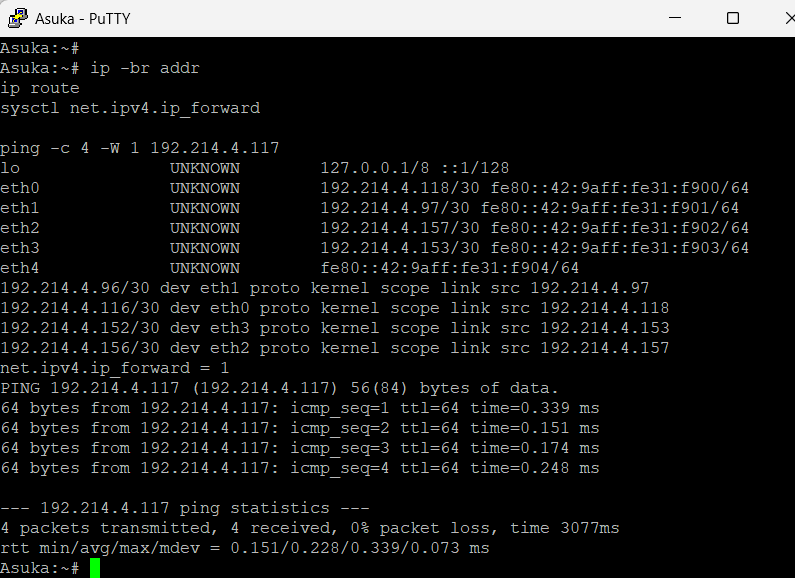 Asuka - PuTTY
Asuka:~#
Asuka:~# ip -br addr
ip route
sysctl net.ipv4.ip_forward

ping -c 4 -W 1 192.214.4.117
lo               UNKNOWN        127.0.0.1/8 ::1/128
eth0             UNKNOWN        192.214.4.118/30 fe80::42:9aff:fe31:f900/64
eth1             UNKNOWN        192.214.4.97/30 fe80::42:9aff:fe31:f901/64
eth2             UNKNOWN        192.214.4.157/30 fe80::42:9aff:fe31:f902/64
eth3             UNKNOWN        192.214.4.153/30 fe80::42:9aff:fe31:f903/64
eth4             UNKNOWN        fe80::42:9aff:fe31:f904/64
192.214.4.96/30 dev eth1 proto kernel scope link src 192.214.4.97
192.214.4.116/30 dev eth0 proto kernel scope link src 192.214.4.118
192.214.4.152/30 dev eth3 proto kernel scope link src 192.214.4.153
192.214.4.156/30 dev eth2 proto kernel scope link src 192.214.4.157
net.ipv4.ip_forward = 1
PING 192.214.4.117 (192.214.4.117) 56(84) bytes of data.
64 bytes from 192.214.4.117: icmp_seq=1 ttl=64 time=0.339 ms
64 bytes from 192.214.4.117: icmp_seq=2 ttl=64 time=0.151 ms
64 bytes from 192.214.4.117: icmp_seq=3 ttl=64 time=0.174 ms
64 bytes from 192.214.4.117: icmp_seq=4 ttl=64 time=0.248 ms

--- 192.214.4.117 ping statistics ---
4 packets transmitted, 4 received, 0% packet loss, time 3077ms
rtt min/avg/max/mdev = 0.151/0.228/0.339/0.073 ms
Asuka:~#